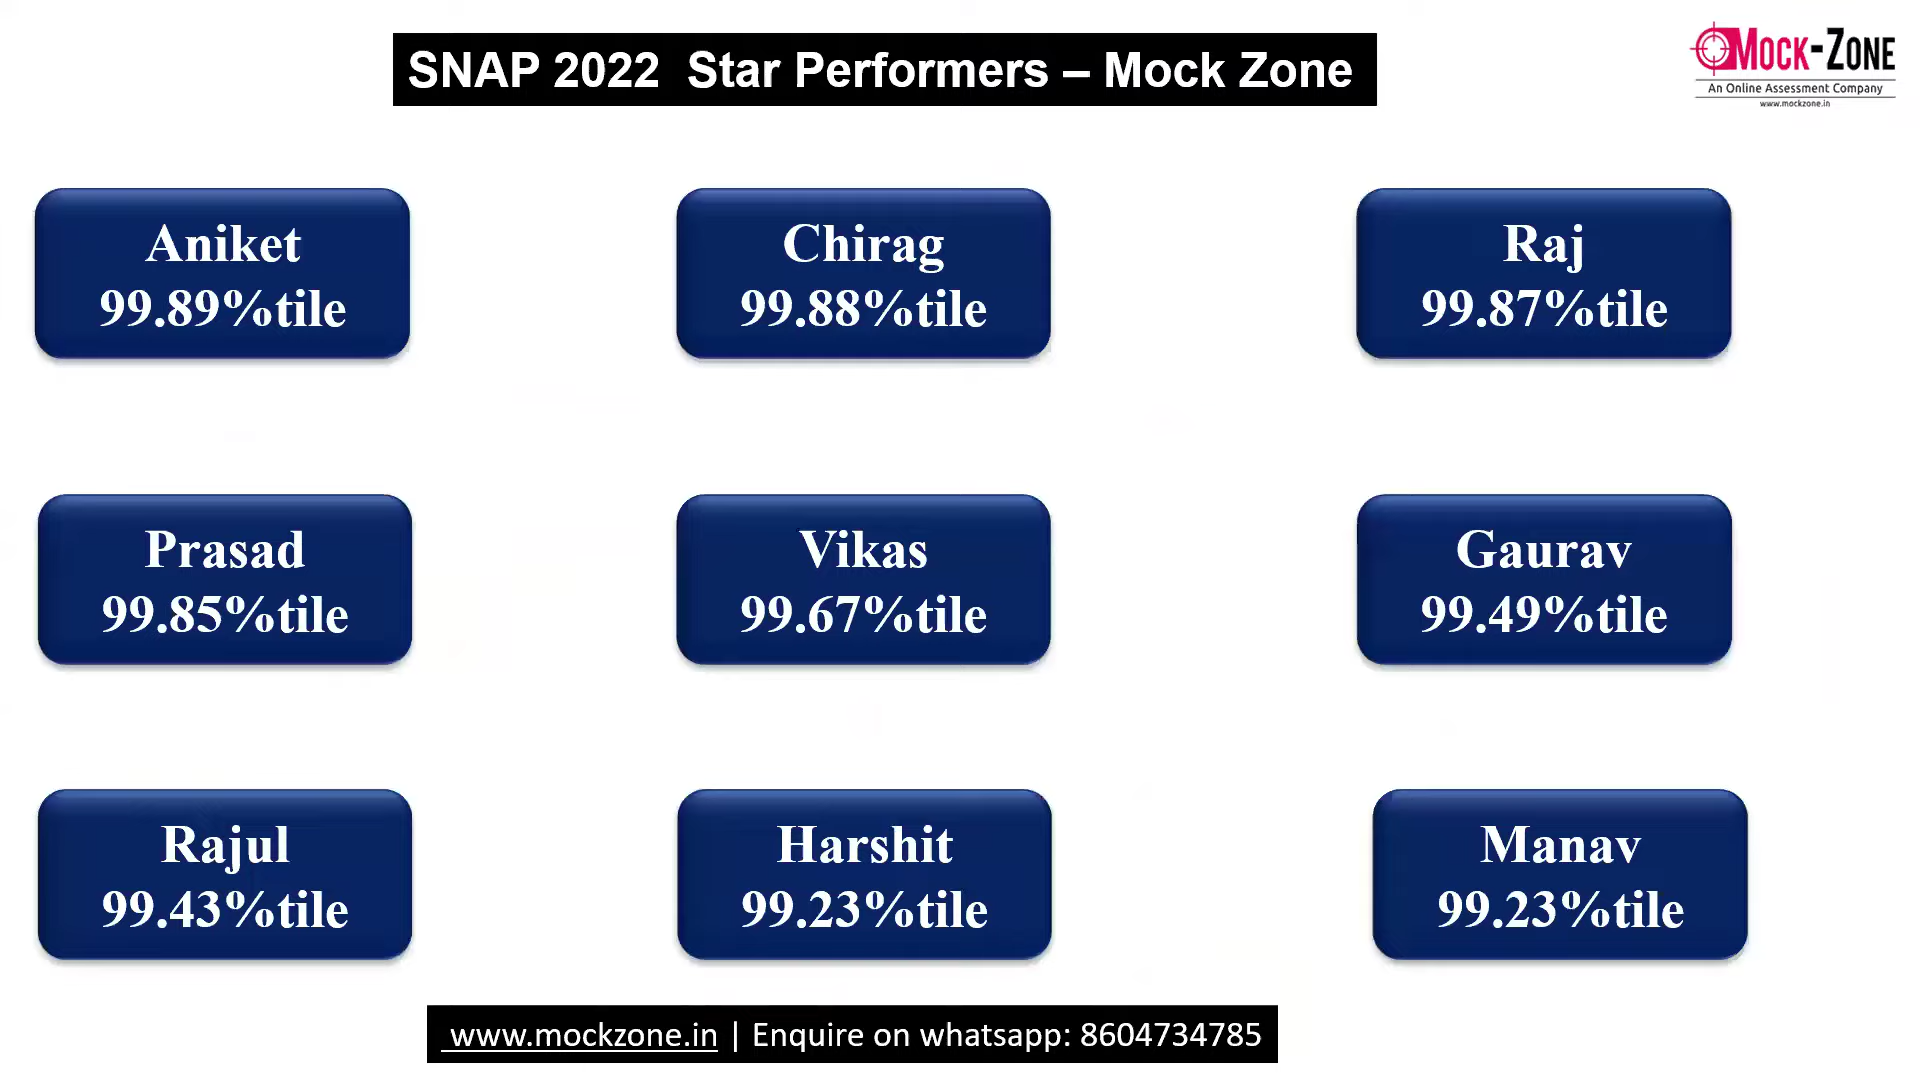 SNAP 2022  Star Performers – Mock Zone
MOCK-ZONE
An Online Assessment Company
www.mockzone.in
Aniket
99.89%tile
Chirag
99.88%tile
Raj
99.87%tile
Prasad
99.85%tile
Vikas
99.67%tile
Gaurav
99.49%tile
Rajul
99.43%tile
Harshit
99.23%tile
Manav
99.23%tile
www.mockzone.in | Enquire on whatsapp: 8604734785